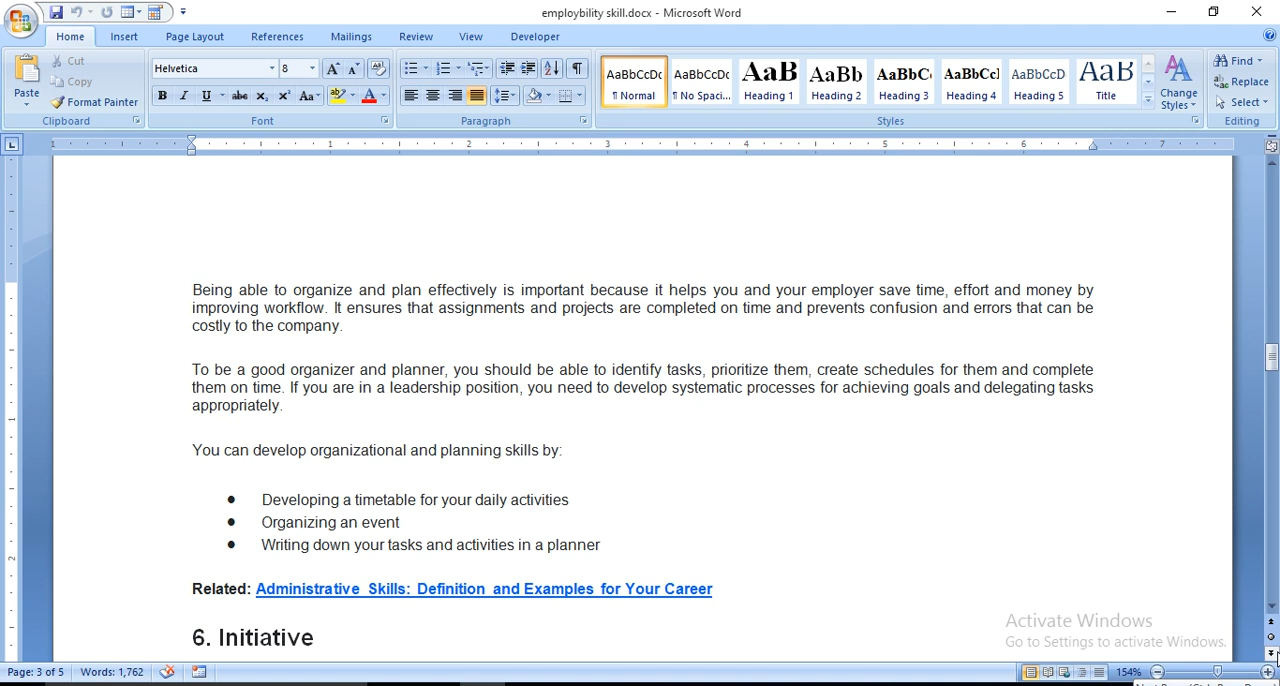 employbility skill.docx - Microsoft Word
Home Insert Page Layout References Mailings Review View Developer
Paste
Cut
Copy
Format Painter
Clipboard
Helvetica 8
Font
Paragraph
AaBbCcDc AaBbCcDc AaB AaBb AaBbC AaBbCcI AaBbCcD AaB
¶ Normal ¶ No Spaci... Heading 1 Heading 2 Heading 3 Heading 4 Heading 5 Title
Change Styles
Styles
Find
Replace
Select
Editing
1 1 2 3 4 5 6 7
Being able to organize and plan effectively is important because it helps you and your employer save time, effort and money by
improving workflow. It ensures that assignments and projects are completed on time and prevents confusion and errors that can be
costly to the company.
To be a good organizer and planner, you should be able to identify tasks, prioritize them, create schedules for them and complete
them on time. If you are in a leadership position, you need to develop systematic processes for achieving goals and delegating tasks
appropriately.
You can develop organizational and planning skills by:
● Developing a timetable for your daily activities
● Organizing an event
● Writing down your tasks and activities in a planner
Related: Administrative Skills: Definition and Examples for Your Career
6. Initiative
Activate Windows
Go to Settings to activate Windows.
Page: 3 of 5 Words: 1,762 154%